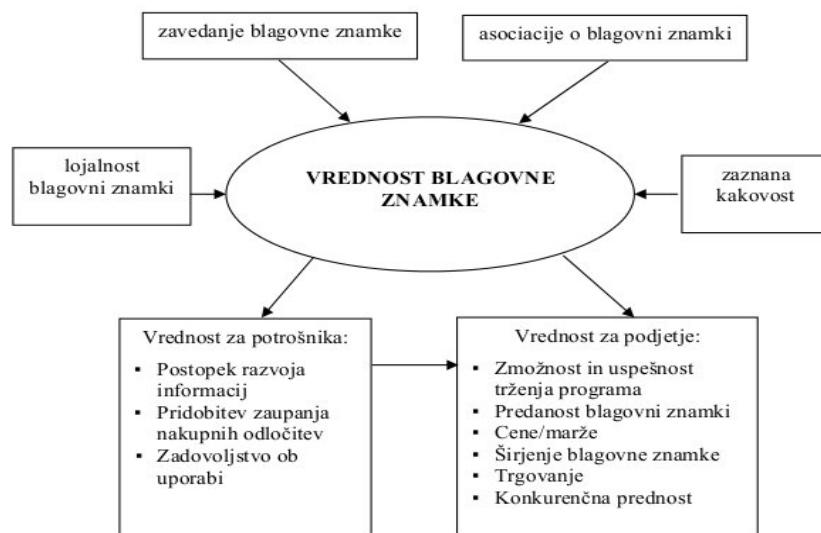 zavedanje blagovne znamke
asociacije o blagovni znamki
lojalnost
blagovni znamki
VREDNOST BLAGOVNE
ZNAMKE
zaznana
kakovost
Vrednost za potrošnika:
▪ Postopek razvoja
informacij
▪ Pridobitev zaupanja
nakupnih odločitev
▪ Zadovoljstvo ob
uporabi
Vrednost za podjetje:
▪ Zmožnost in uspešnost
trženja programa
▪ Predanost blagovni znamki
▪ Cene/marže
▪ Širjenje blagovne znamke
▪ Trgovanje
▪ Konkurenčna prednost